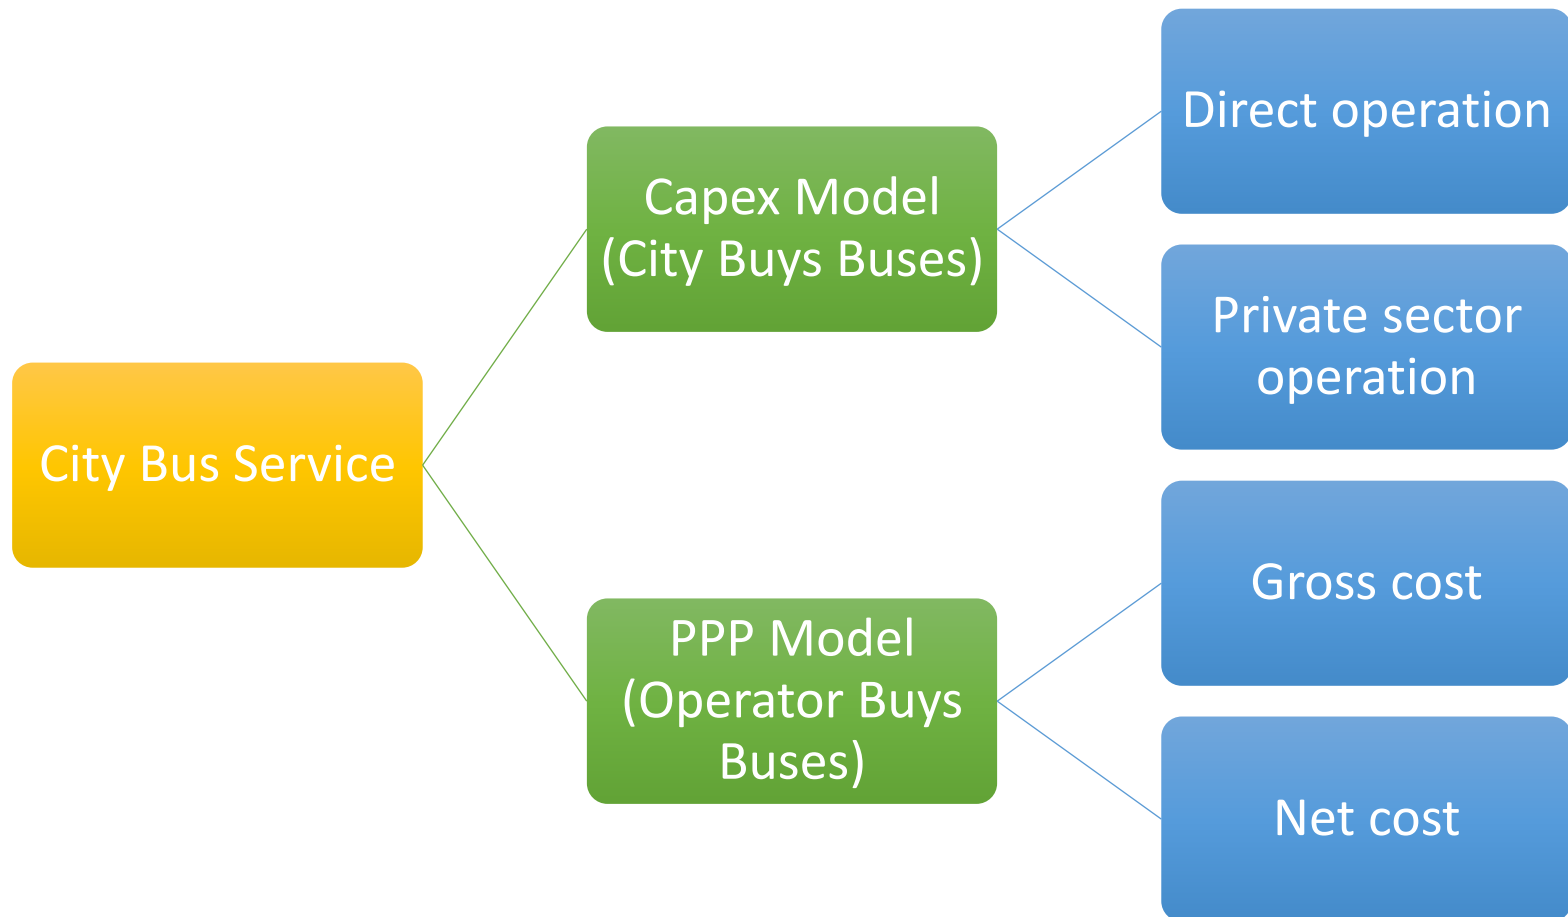 City Bus Service
Capex Model
(City Buys Buses)
Direct operation
Private sector
operation
PPP Model
(Operator Buys
Buses)
Gross cost
Net cost